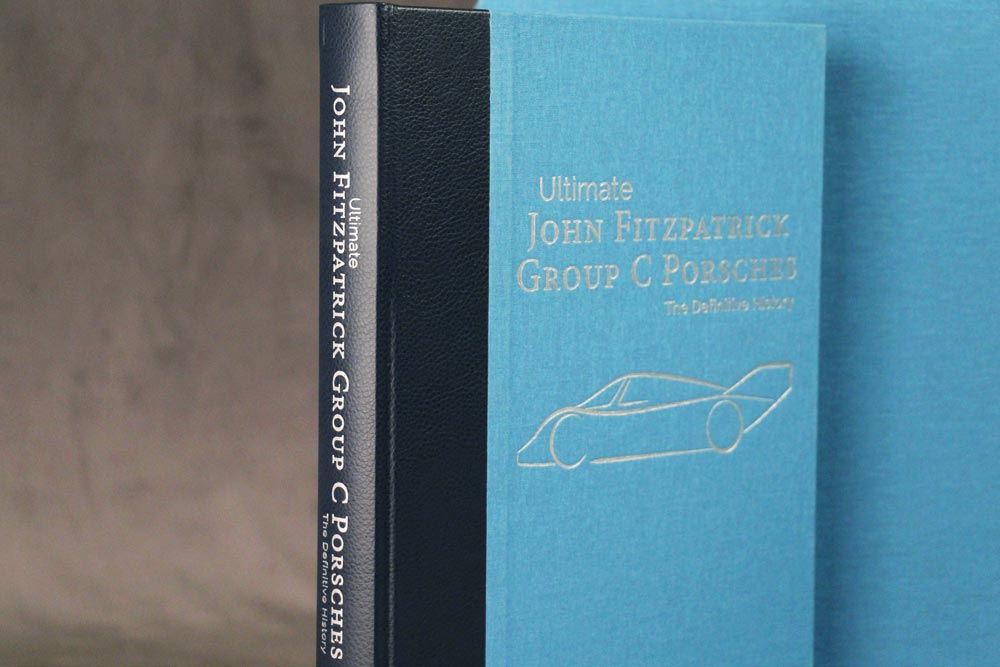 Ultimate
JOHN FITZPATRICK GROUP C PORSCHES
The Definitive History
Ultimate
JOHN FITZPATRICK
GROUP C PORSCHES
The Definitive History